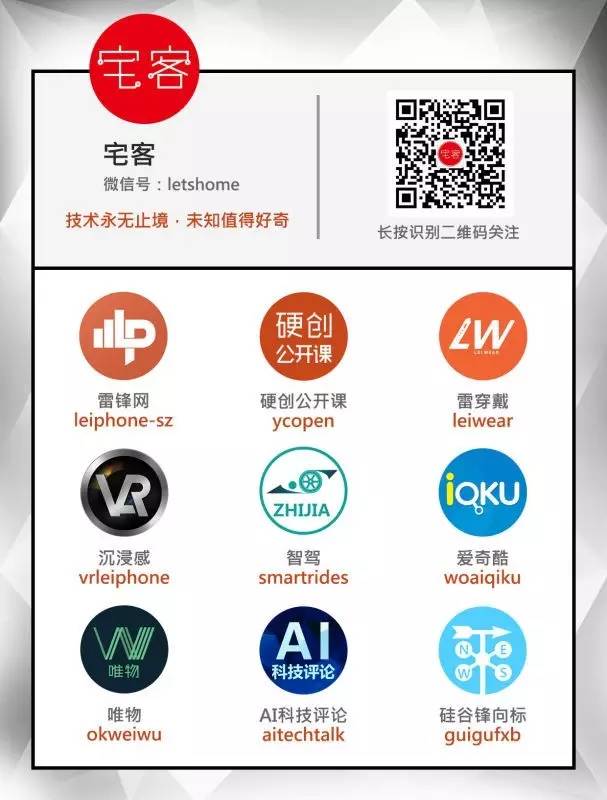 宅客
宅客
微信号：letshome
技术永无止境·未知值得好奇
宅客
长按识别二维码关注
硬创
公开课
LW
LEIWEAR
雷锋网
leiphone-sz
硬创公开课
ycopen
雷穿戴
leiwear
VR
ZHIJIA
iQKU
沉浸感
vrleiphone
智驾
smartrides
爱奇酷
woaiqiku
唯物
AI
科技评论
N
E
W
S
唯物
okweiwu
AI科技评论
aitechtalk
硅谷锋向标
guigufxb